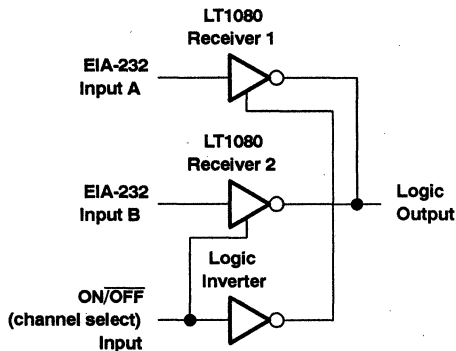 LT1080
Receiver 1
EIA-232
Input A
LT1080
Receiver 2
EIA-232
Input B
Logic
Output
Logic
Inverter
ON/OFF
(channel select)
Input